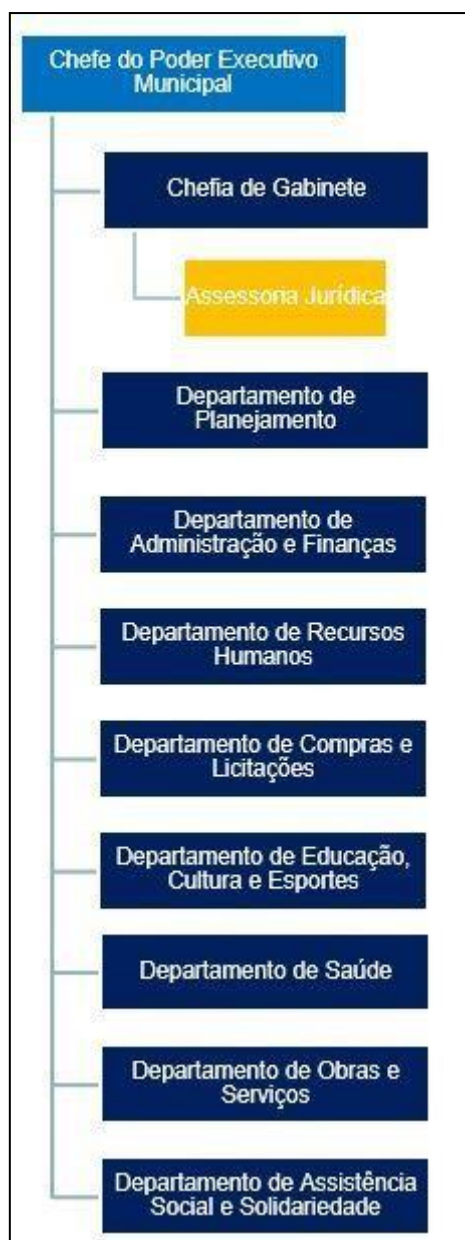 Chefe do Poder Executivo
Municipal
Chefia de Gabinete
Assessoria Jurídica
Departamento de
Planejamento
Departamento de
Administração e Finanças
Departamento de Recursos
Humanos
Departamento de Compras e
Licitações
Departamento de Educação,
Cultura e Esportes
Departamento de Saúde
Departamento de Obras e
Serviços
Departamento de Assistência
Social e Solidariedade